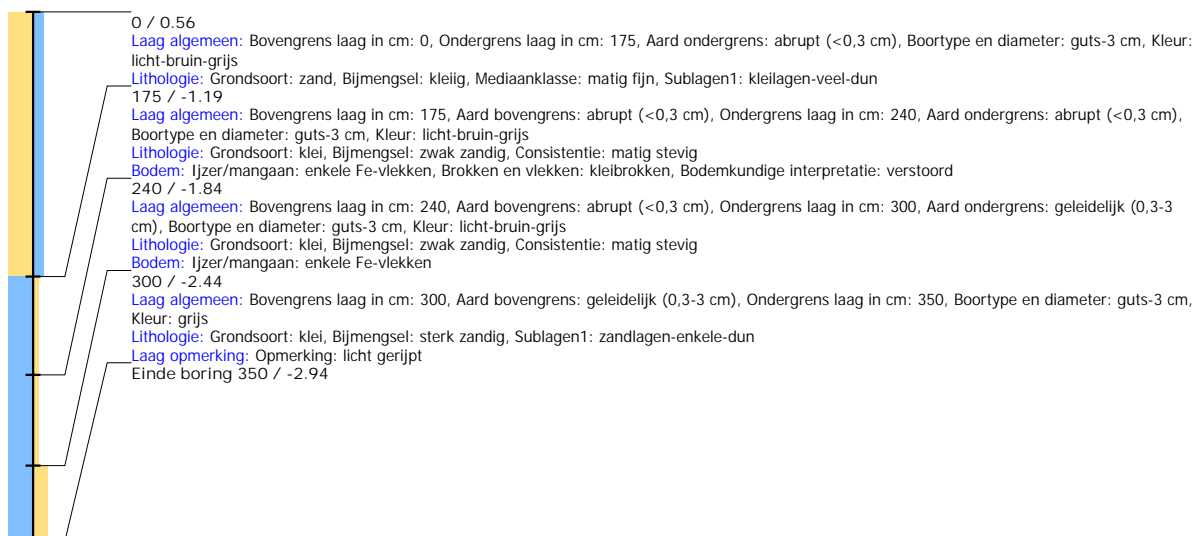 0 / 0.56
Laag algemeen: Bovengrens laag in cm: 0, Ondergrens laag in cm: 175, Aard ondergrens: abrupt (<0,3 cm), Boortype en diameter: guts-3 cm, Kleur:
licht-bruin-grijs
Lithologie: Grondsoort: zand, Bijmengsel: kleiig, Mediaanklasse: matig fijn, Sublagen1: kleilagen-veel-dun
175 / -1.19
Laag algemeen: Bovengrens laag in cm: 175, Aard bovengrens: abrupt (<0,3 cm), Ondergrens laag in cm: 240, Aard ondergrens: abrupt (<0,3 cm),
Boortype en diameter: guts-3 cm, Kleur: licht-bruin-grijs
Lithologie: Grondsoort: klei, Bijmengsel: zwak zandig, Consistentie: matig stevig
Bodem: Ijzer/mangaan: enkele Fe-vlekken, Brokken en vlekken: kleibrokken, Bodemkundige interpretatie: verstoord
240 / -1.84
Laag algemeen: Bovengrens laag in cm: 240, Aard bovengrens: abrupt (<0,3 cm), Ondergrens laag in cm: 300, Aard ondergrens: geleidelijk (0,3-3
cm), Boortype en diameter: guts-3 cm, Kleur: licht-bruin-grijs
Lithologie: Grondsoort: klei, Bijmengsel: zwak zandig, Consistentie: matig stevig
Bodem: Ijzer/mangaan: enkele Fe-vlekken
300 / -2.44
Laag algemeen: Bovengrens laag in cm: 300, Aard bovengrens: geleidelijk (0,3-3 cm), Ondergrens laag in cm: 350, Boortype en diameter: guts-3 cm,
Kleur: grijs
Lithologie: Grondsoort: klei, Bijmengsel: sterk zandig, Sublagen1: zandlagen-enkele-dun
Laag opmerking: Opmerking: licht gerijpt
Einde boring 350 / -2.94